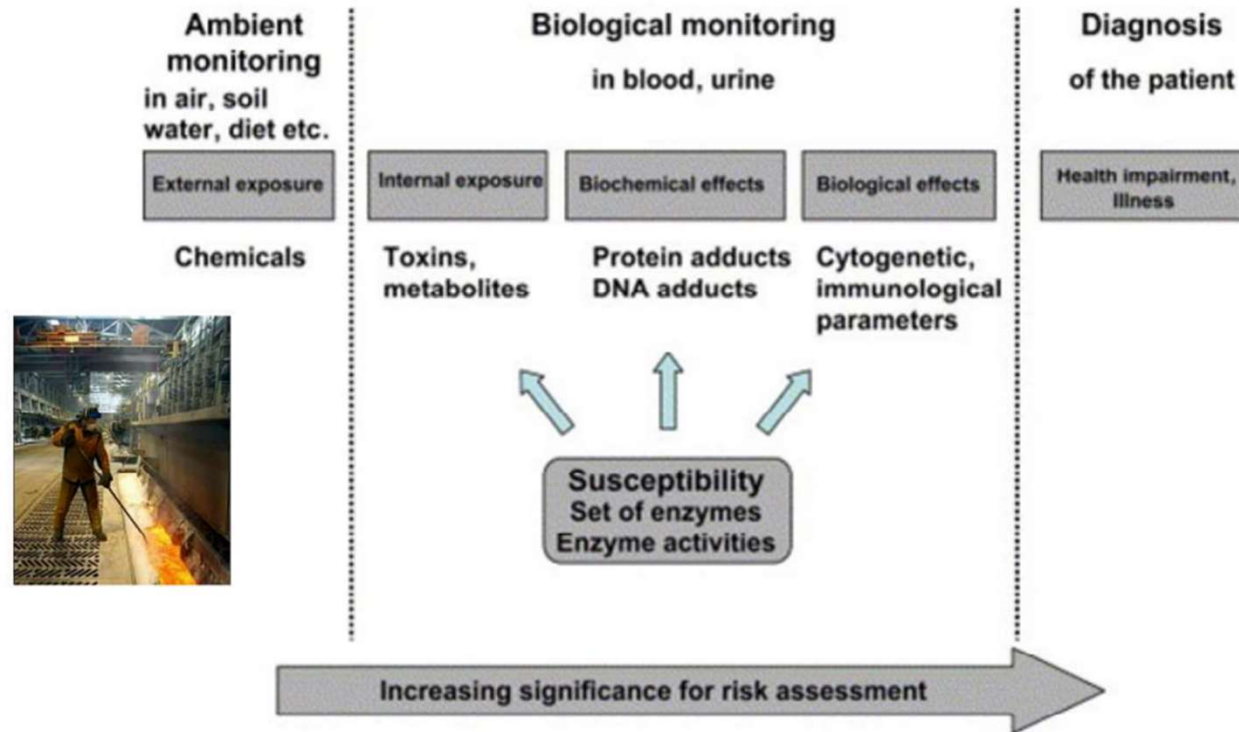 Ambient
monitoring
in air, soil
water, diet etc.
External exposure
Chemicals
Biological monitoring
in blood, urine
Internal exposure
Toxins,
metabolites
Biochemical effects
Protein adducts
DNA adducts
Biological effects
Cytogenetic,
immunological
parameters
Susceptibility
Set of enzymes
Enzyme activities
Diagnosis
of the patient
Health impairment,
Illness
Increasing significance for risk assessment